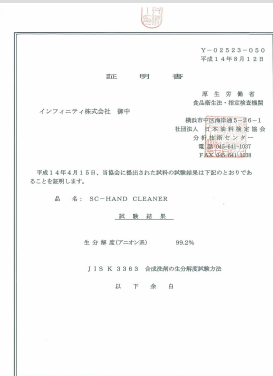 Y－02523－050
平成14年8月12日
証明書
厚生労働省
食品衛生法・指定検査機関
インフィニティ株式会社 御中
横浜市中区海岸通3－26－1
社団法人 日本油料検定協会
分析技術センター
電話 045-641-1037
FAX 045-641-1038
平成14年4月15日、当協会に提出された試料の試験結果は下記のとおりであ
ることを証明します。
品名： SC－HAND CLEANER
試験結果
生分解度(アニオン系) 99.2%
JIS K 3363 合成洗剤の生分解度試験方法
以下余白